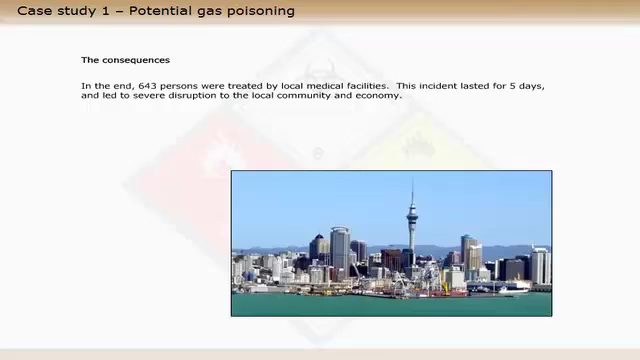 Case study 1 – Potential gas poisoning
The consequences
In the end, 643 persons were treated by local medical facilities.  This incident lasted for 5 days,
and led to severe disruption to the local community and economy.